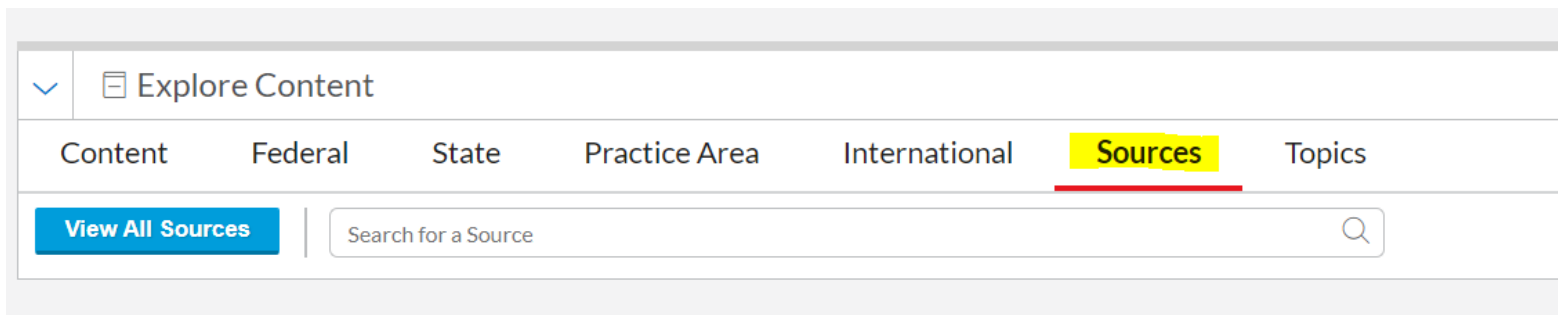 Explore Content
Content Federal State Practice Area International Sources Topics
View All Sources Search for a Source